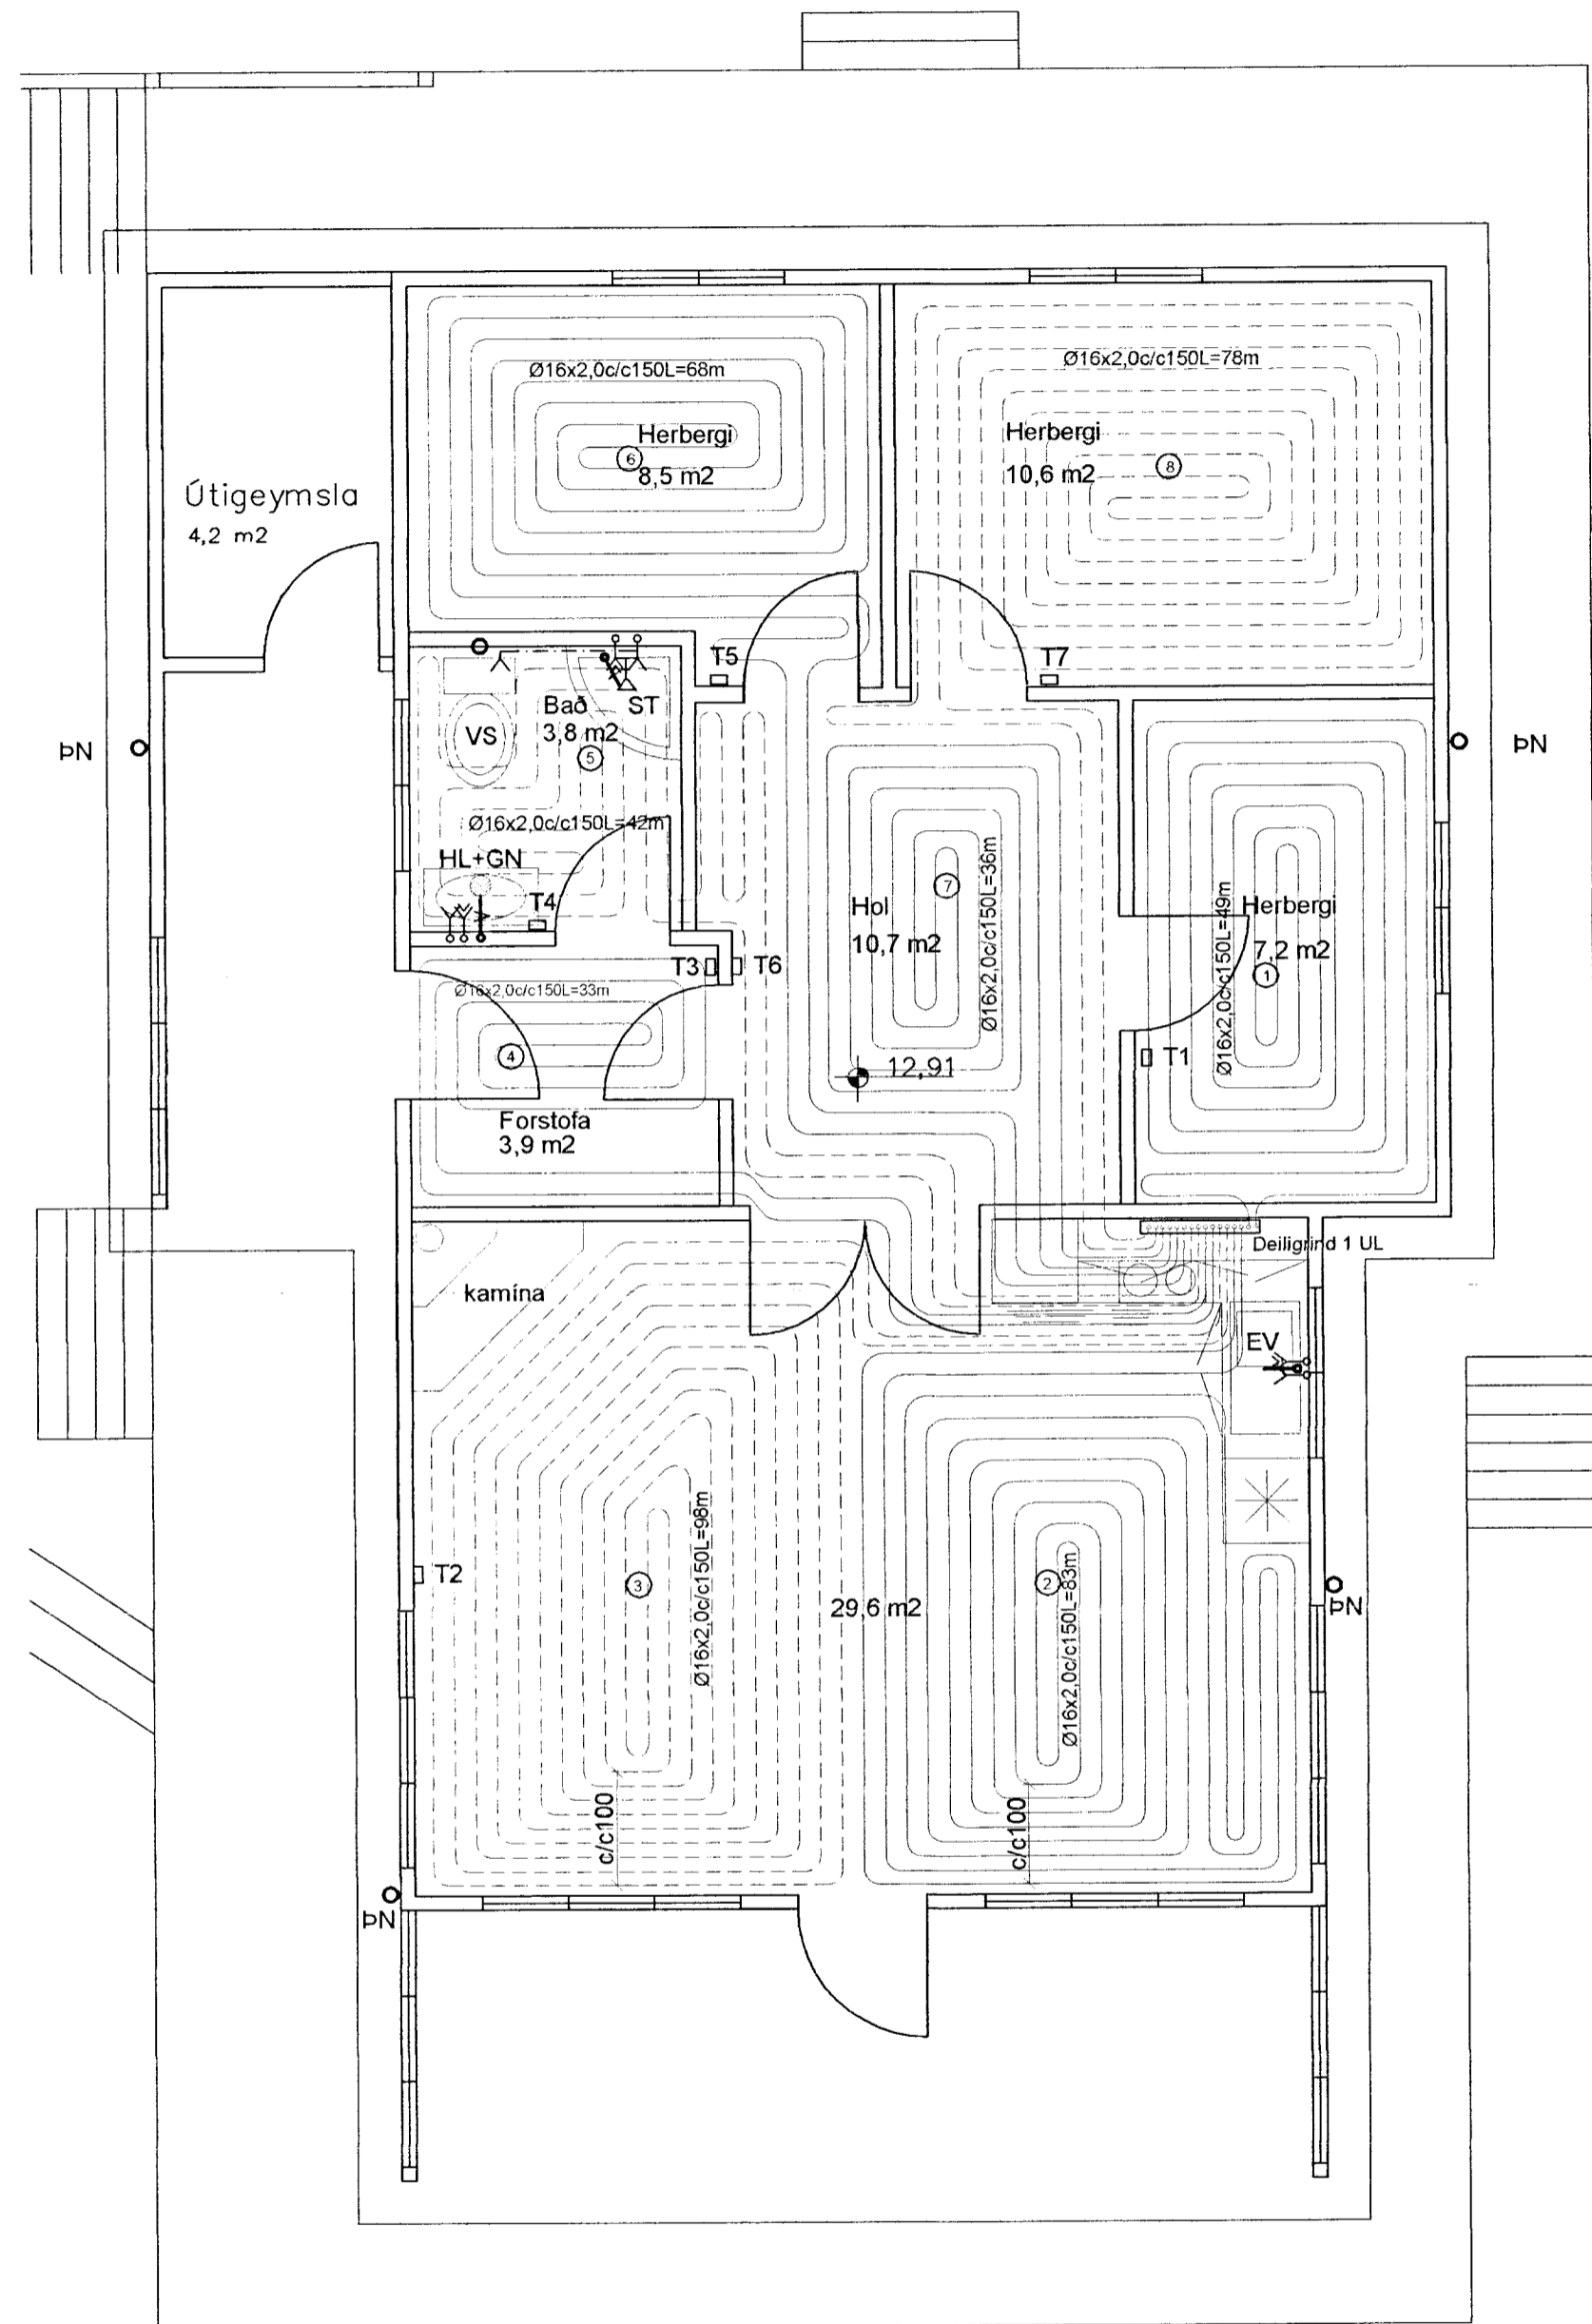 Ø16x2,0c/c150L=68m
Ø16x2,0c/c150L=78m
Herbergi
8,5 m2
6
Herbergi
10,6 m2
8
Útigeymsla
4,2 m2
T5
T7
Bað
3,8 m2
ST
VS
5
ÞN
ÞN
Ø16x2,0c/c150L=42m
HL+GN
T4
Hol
10,7 m2
7
Ø16x2,0c/c150L=36m
Herbergi
7,2 m2
1
Ø16x2,0c/c150L=49m
T3
T6
Ø16x2,0c/c150L=33m
4
T1
12,91
Forstofa
3,9 m2
Deiligrind 1 UL
kamína
EV
T2
3
Ø16x2,0c/c150L=98m
29,6 m2
2
Ø16x2,0c/c150L=83m
ÞN
c/c100
c/c100
ÞN